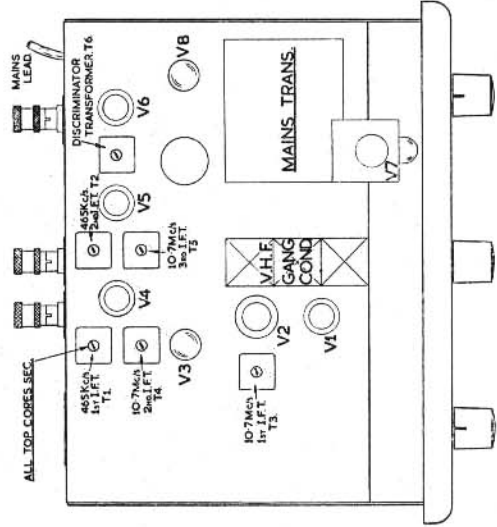 ALL TOP CORES SEC.
MAINS
LEAD
465Kc/s
1ST I.F.T.
T1.
10·7Mc/s
2ND I.F.T.
T4.
V3
V4
465Kc/s
2ND I.F.T. T2
10·7Mc/s
3RD I.F.T.
T5
V5
DISCRIMINATOR
TRANSFORMER.T6
V6
V8
10·7Mc/s
1ST I.F.T.
T3.
V2
V1
V.H.F.
GANG
COND
MAINS TRANS.
V7